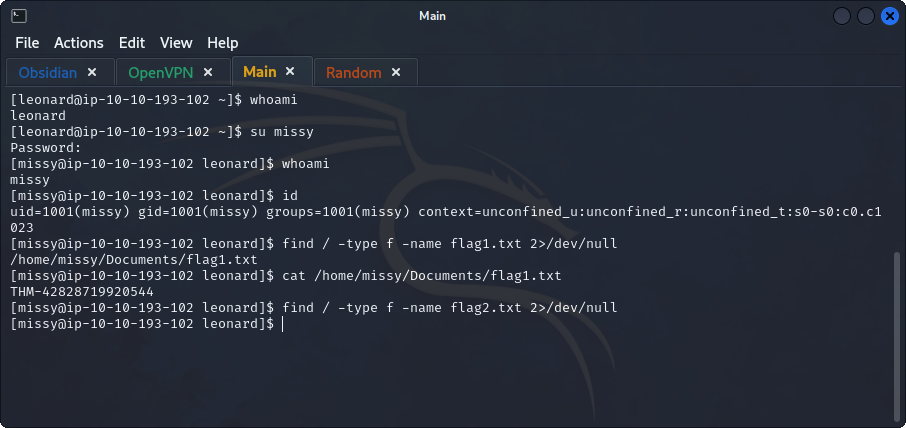 Main
File Actions Edit View Help
Obsidian × OpenVPN × Main × Random ×
[leonard@ip-10-10-193-102 ~]$ whoami
leonard
[leonard@ip-10-10-193-102 ~]$ su missy
Password:
[missy@ip-10-10-193-102 leonard]$ whoami
missy
[missy@ip-10-10-193-102 leonard]$ id
uid=1001(missy) gid=1001(missy) groups=1001(missy) context=unconfined_u:unconfined_r:unconfined_t:s0-s0:c0.c1
023
[missy@ip-10-10-193-102 leonard]$ find / -type f -name flag1.txt 2>/dev/null
/home/missy/Documents/flag1.txt
[missy@ip-10-10-193-102 leonard]$ cat /home/missy/Documents/flag1.txt
THM-42828719920544
[missy@ip-10-10-193-102 leonard]$ find / -type f -name flag2.txt 2>/dev/null
[missy@ip-10-10-193-102 leonard]$